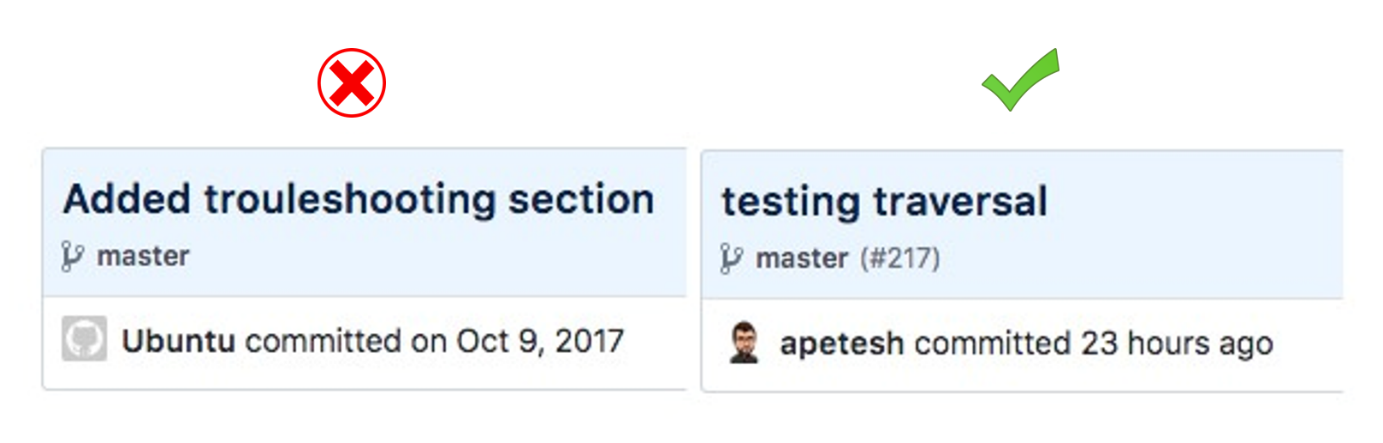 Added trouleshooting section
master
Ubuntu committed on Oct 9, 2017
testing traversal
master (#217)
apetesh committed 23 hours ago